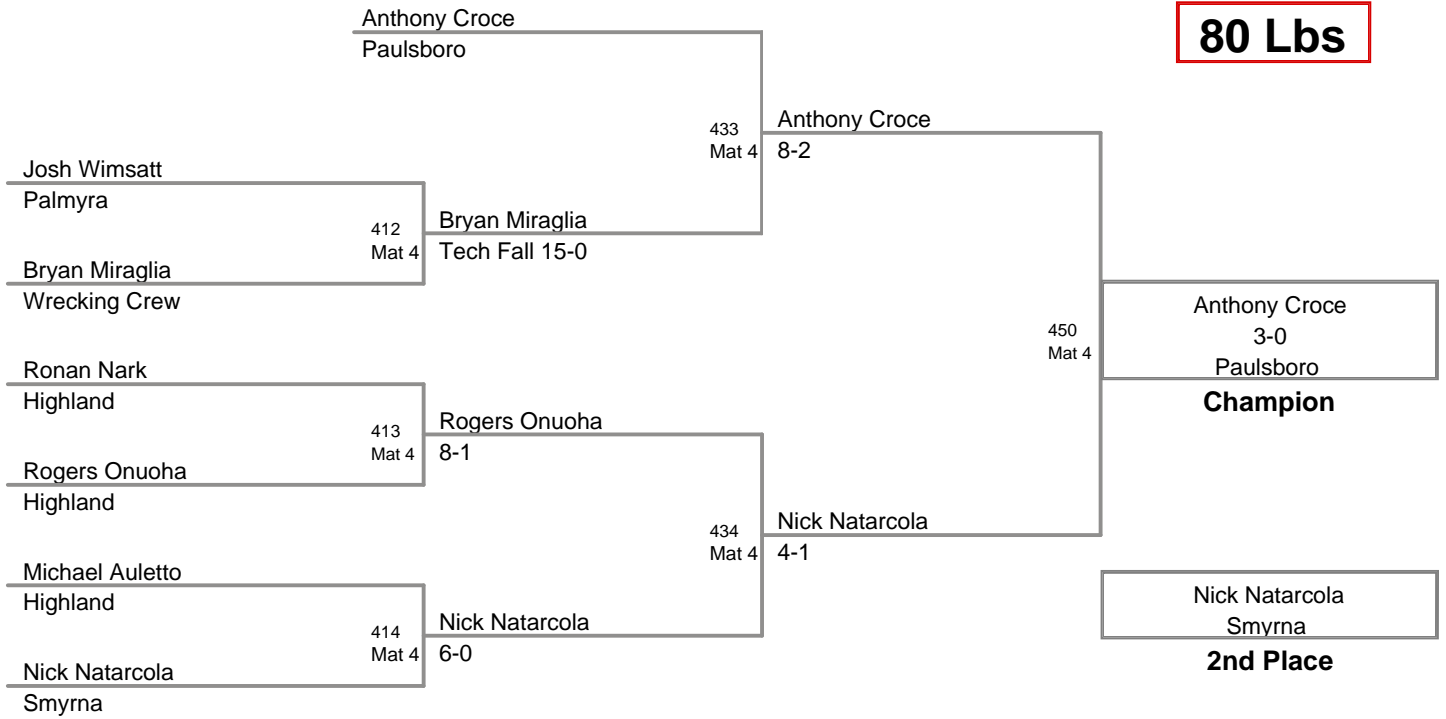 Anthony Croce
Paulsboro
80 Lbs
433
Mat 4
Anthony Croce
8-2
Josh Wimsatt
Palmyra
412
Mat 4
Bryan Miraglia
Tech Fall 15-0
Bryan Miraglia
Wrecking Crew
450
Mat 4
Anthony Croce
3-0
Paulsboro
Champion
Ronan Nark
Highland
413
Mat 4
Rogers Onuoha
8-1
Rogers Onuoha
Highland
434
Mat 4
Nick Natarcola
4-1
Michael Auletto
Highland
414
Mat 4
Nick Natarcola
6-0
Nick Natarcola
Smyrna
Nick Natarcola
Smyrna
2nd Place